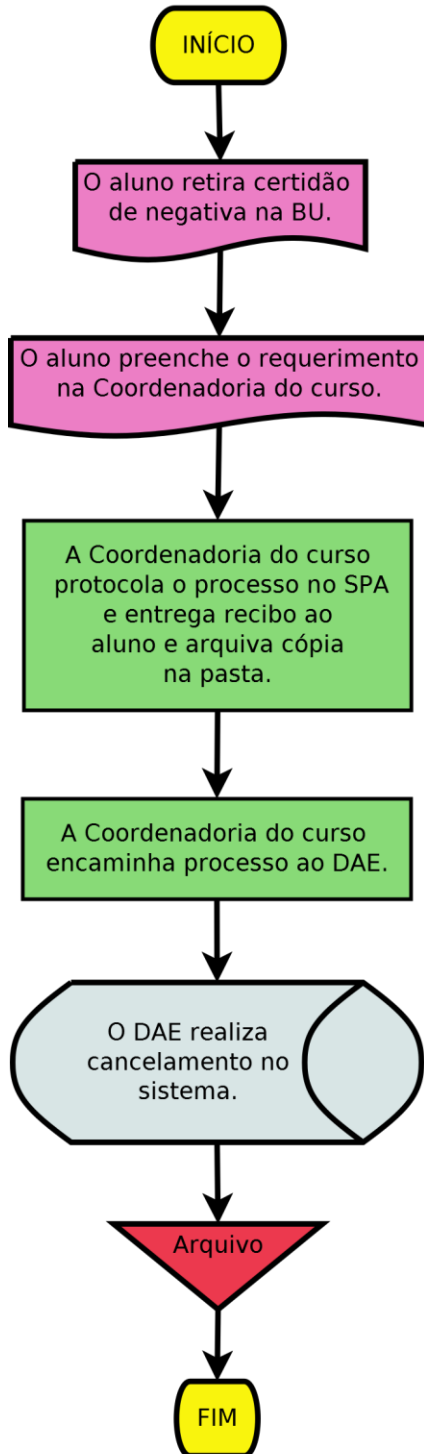 INÍCIO
O aluno retira certidão
de negativa na BU.
O aluno preenche o requerimento
na Coordenadoria do curso.
A Coordenadoria do curso
protocola o processo no SPA
e entrega recibo ao
aluno e arquiva cópia
na pasta.
A Coordenadoria do curso
encaminha processo ao DAE.
O DAE realiza
cancelamento no
sistema.
Arquivo
FIM